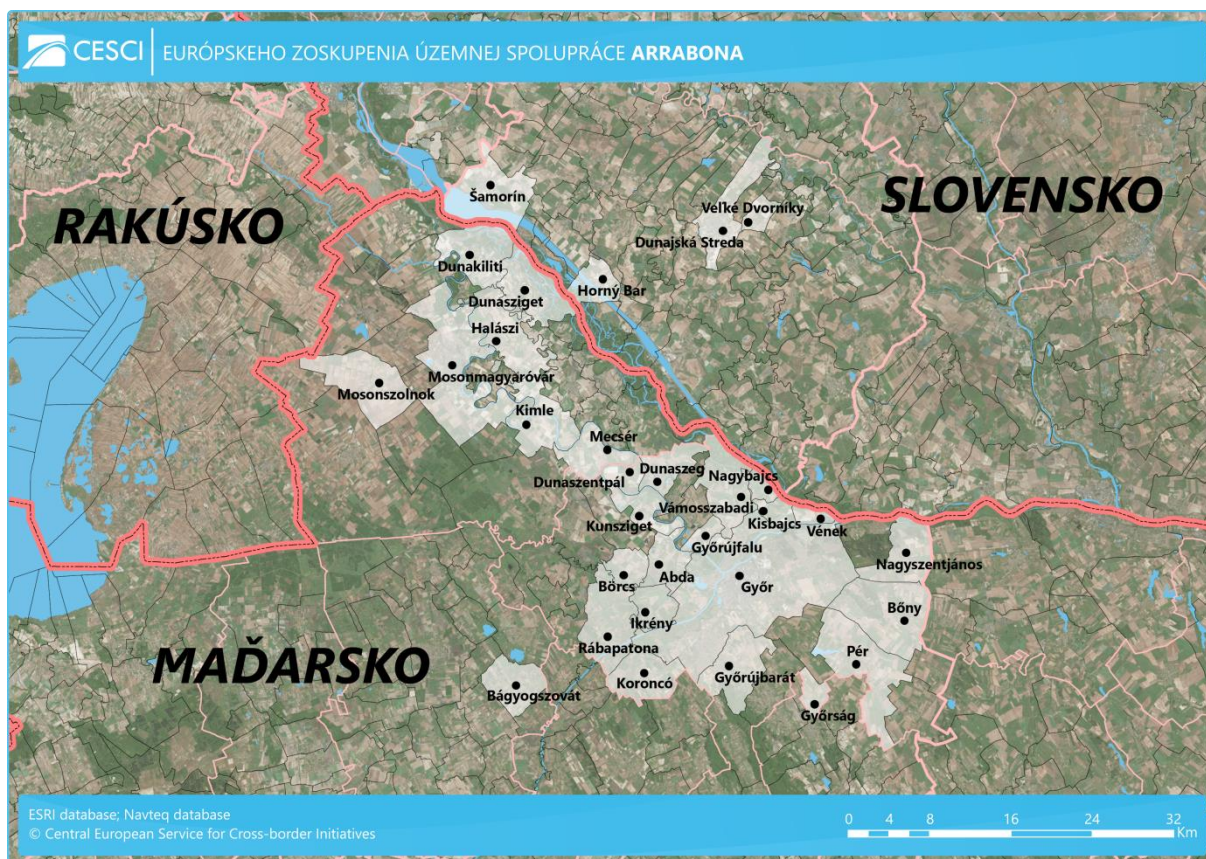 CESCI
EURÓPSKEHO ZOSKUPENIA ÚZEMNEJ SPOLUPRÁCE ARRABONA
RAKÚSKO
SLOVENSKO
MAĎARSKO
Šamorín
Veľké Dvorníky
Dunajská Streda
Dunakiliti
Horný Bar
Dunasziget
Halászi
Mosonmagyaróvár
Mosonszolnok
Kimle
Mecsér
Dunaszeg
Dunaszentpál
Nagybajcs
Vámosszabadi
Kunsziget
Kisbajcs
Vének
Győrújfalu
Nagyszentjános
Abda
Börcs
Győr
Ikrény
Bőny
Rábapatona
Pér
Koroncó
Győrújbarát
Bágyogszovát
Győrság
ESRI database; Navteq database
© Central European Service for Cross-border Initiatives
0 4 8 16 24 32
Km